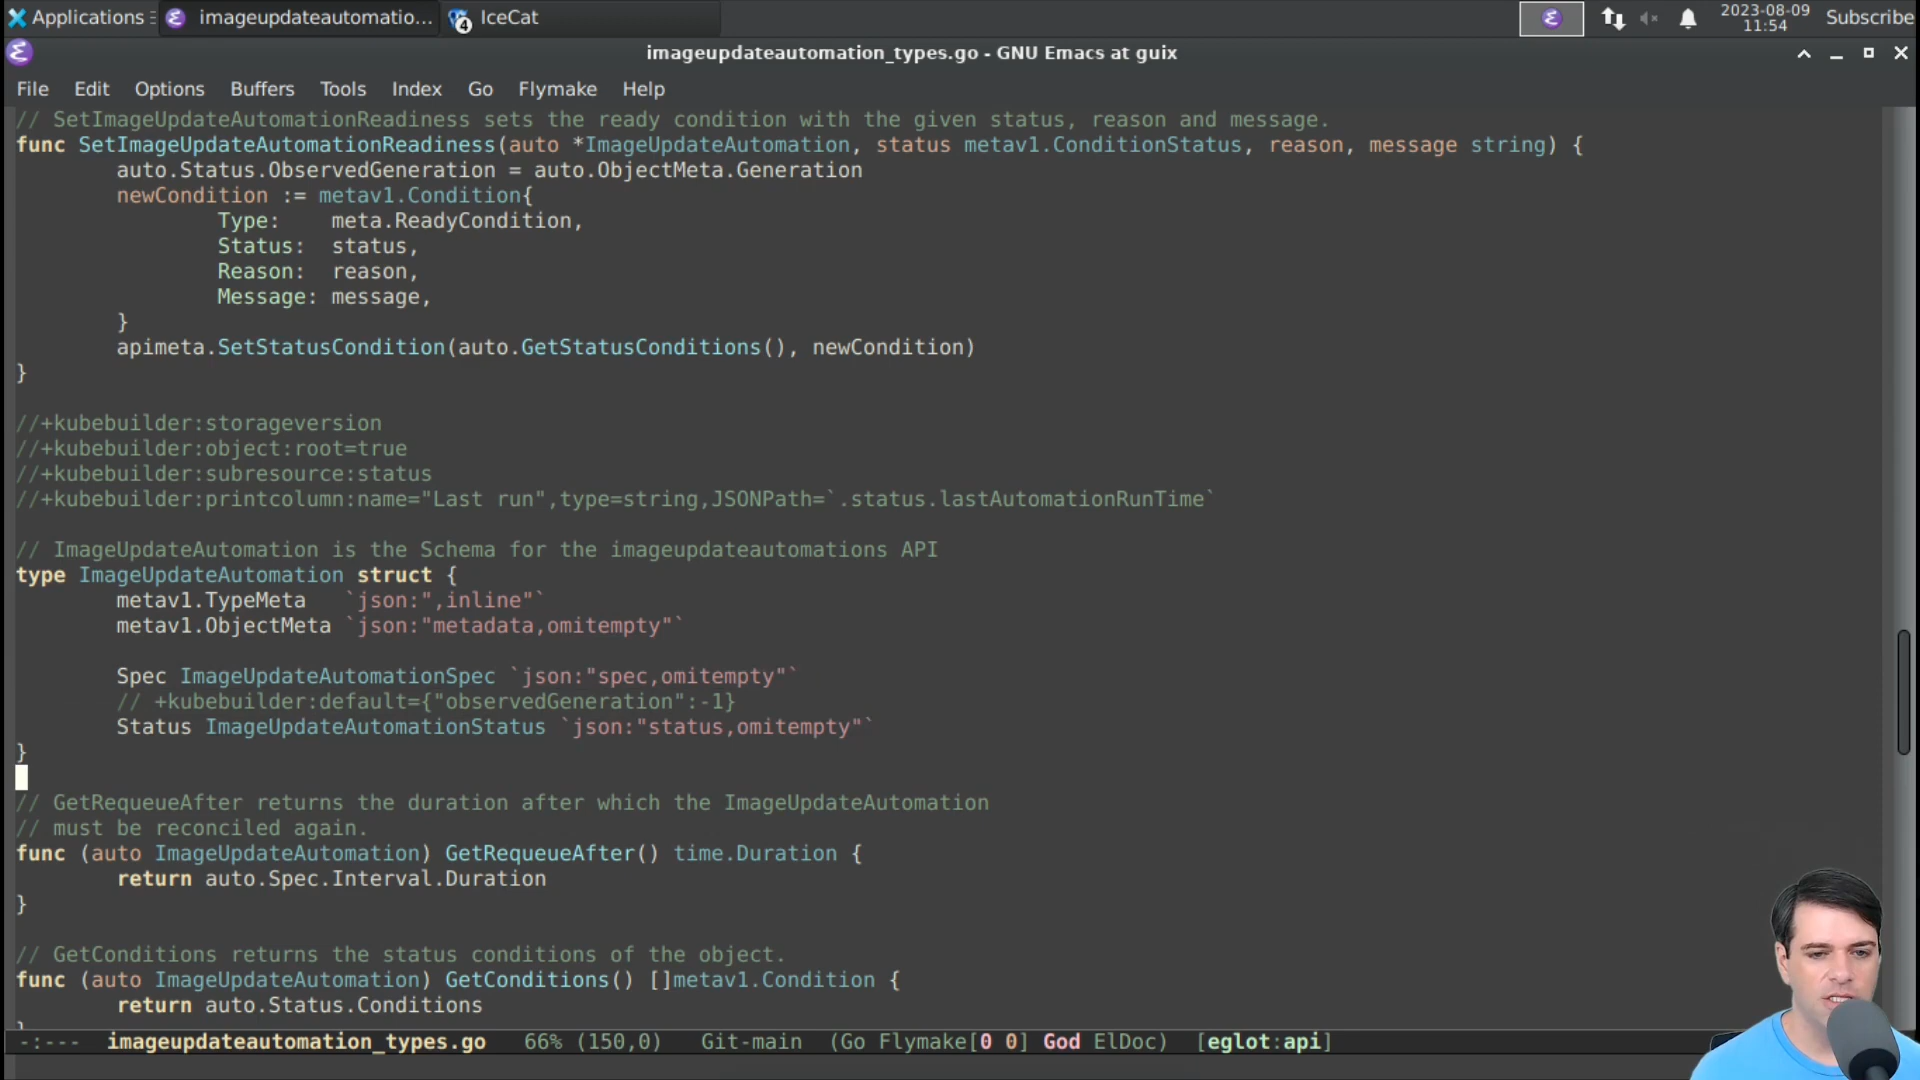 Applications imageupdateautomatio... 4 IceCat 2023-08-09 11:54 Subscribe
imageupdateautomation_types.go - GNU Emacs at guix
File Edit Options Buffers Tools Index Go Flymake Help
// SetImageUpdateAutomationReadiness sets the ready condition with the given status, reason and message.
func SetImageUpdateAutomationReadiness(auto *ImageUpdateAutomation, status metav1.ConditionStatus, reason, message string) {
auto.Status.ObservedGeneration = auto.ObjectMeta.Generation
newCondition := metav1.Condition{
Type: meta.ReadyCondition,
Status: status,
Reason: reason,
Message: message,
}
apimeta.SetStatusCondition(auto.GetStatusConditions(), newCondition)
}
//+kubebuilder:storageversion
//+kubebuilder:object:root=true
//+kubebuilder:subresource:status
//+kubebuilder:printcolumn:name="Last run",type=string,JSONPath=`.status.lastAutomationRunTime`
// ImageUpdateAutomation is the Schema for the imageupdateautomations API
type ImageUpdateAutomation struct {
metav1.TypeMeta `json:",inline"`
metav1.ObjectMeta `json:"metadata,omitempty"`
Spec ImageUpdateAutomationSpec `json:"spec,omitempty"`
// +kubebuilder:default={"observedGeneration":-1}
Status ImageUpdateAutomationStatus `json:"status,omitempty"`
}
// GetRequeueAfter returns the duration after which the ImageUpdateAutomation
// must be reconciled again.
func (auto ImageUpdateAutomation) GetRequeueAfter() time.Duration {
return auto.Spec.Interval.Duration
}
// GetConditions returns the status conditions of the object.
func (auto ImageUpdateAutomation) GetConditions() []metav1.Condition {
return auto.Status.Conditions
}
-:--- imageupdateautomation_types.go 66% (150,0) Git-main (Go Flymake[0 0] God ElDoc) [eglot:api]